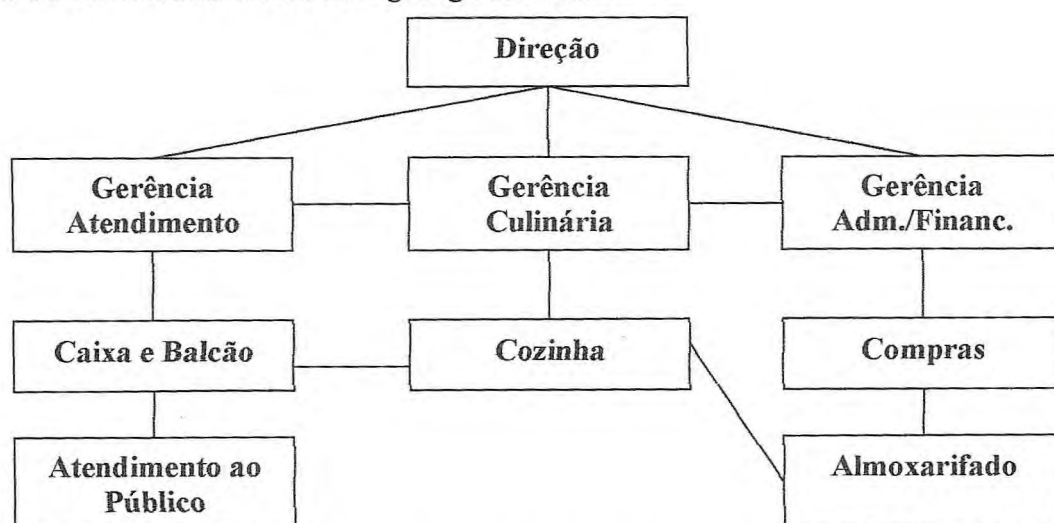 Direção
Gerência
Atendimento
Gerência
Culinária
Gerência
Adm./Financ.
Caixa e Balcão
Cozinha
Compras
Atendimento ao
Público
Almoxarifado